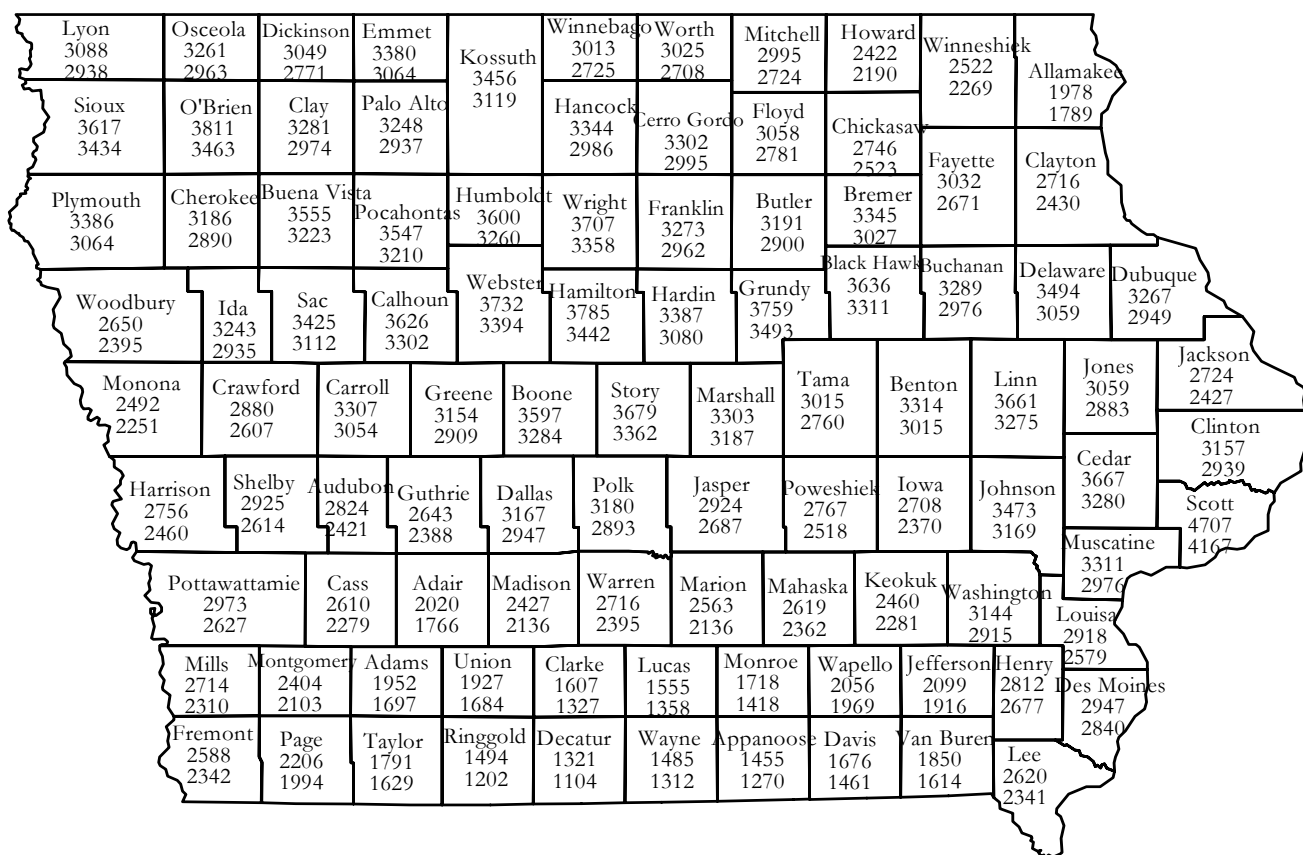 Lyon
3088
2938
Osceola
3261
2963
Dickinson
3049
2771
Emmet
3380
3064
Kossuth
3456
3119
Winnebago
3013
2725
Worth
3025
2708
Mitchell
2995
2724
Howard
2422
2190
Winneshiek
2522
2269
Allamakee
1978
1789
Sioux
3617
3434
O'Brien
3811
3463
Clay
3281
2974
Palo Alto
3248
2937
Hancock
3344
2986
Cerro Gordo
3302
2995
Floyd
3058
2781
Chickasaw
2746
2523
Fayette
3032
2671
Clayton
2716
2430
Plymouth
3386
3064
Cherokee
3186
2890
Buena Vista
3555
3223
Pocahontas
3547
3210
Humboldt
3600
3260
Wright
3707
3358
Franklin
3273
2962
Butler
3191
2900
Bremer
3345
3027
Woodbury
2650
2395
Ida
3243
2935
Sac
3425
3112
Calhoun
3626
3302
Webster
3732
3394
Hamilton
3785
3442
Hardin
3387
3080
Grundy
3759
3493
Black Hawk
3636
3311
Buchanan
3289
2976
Delaware
3494
3059
Dubuque
3267
2949
Monona
2492
2251
Crawford
2880
2607
Carroll
3307
3054
Greene
3154
2909
Boone
3597
3284
Story
3679
3362
Marshall
3303
3187
Tama
3015
2760
Benton
3314
3015
Linn
3661
3275
Jones
3059
2883
Jackson
2724
2427
Clinton
3157
2939
Harrison
2756
2460
Shelby
2925
2614
Audubon
2824
2421
Guthrie
2643
2388
Dallas
3167
2947
Polk
3180
2893
Jasper
2924
2687
Poweshiek
2767
2518
Iowa
2708
2370
Johnson
3473
3169
Cedar
3667
3280
Scott
4707
4167
Muscatine
3311
2976
Pottawattamie
2973
2627
Cass
2610
2279
Adair
2020
1766
Madison
2427
2136
Warren
2716
2395
Marion
2563
2136
Mahaska
2619
2362
Keokuk
2460
2281
Washington
3144
2915
Louisa
2918
2579
Mills
2714
2310
Montgomery
2404
2103
Adams
1952
1697
Union
1927
1684
Clarke
1607
1327
Lucas
1555
1358
Monroe
1718
1418
Wapello
2056
1969
Jefferson
2099
1916
Henry
2812
2677
Des Moines
2947
2840
Fremont
2588
2342
Page
2206
1994
Taylor
1791
1629
Ringgold
1494
1202
Decatur
1321
1104
Wayne
1485
1312
Appanoose
1455
1270
Davis
1676
1461
Van Buren
1850
1614
Lee
2620
2341